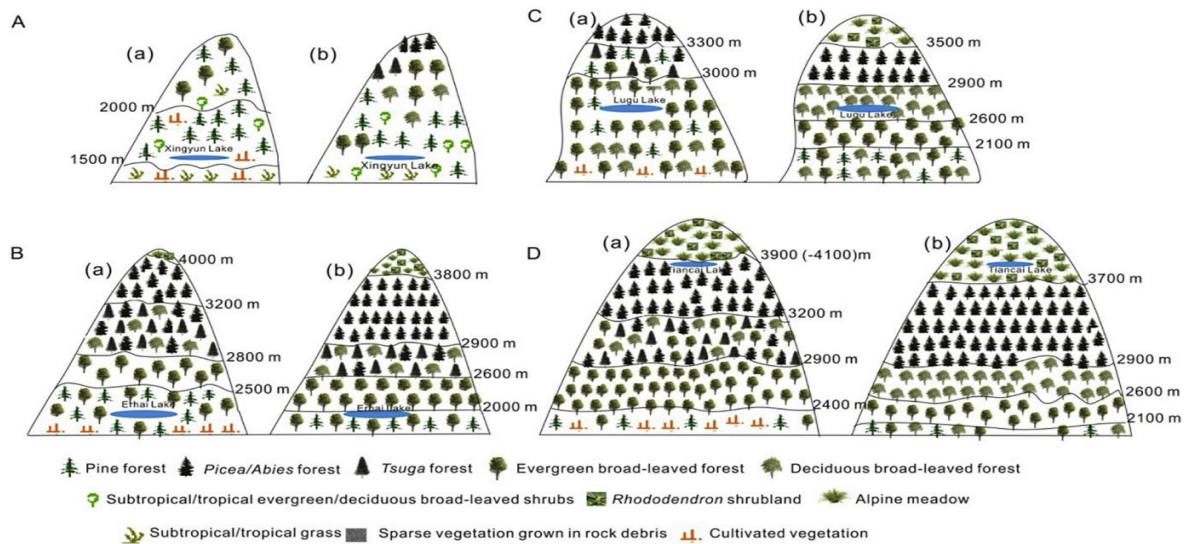 A
(a)
(b)
2000 m
1500 m
Xingyun Lake
Xingyun Lake
C
(a)
(b)
3300 m
3000 m
Lugu Lake
3500 m
2900 m
Lugu Lake
2600 m
2100 m
B
(a)
(b)
4000 m
3200 m
2800 m
2500 m
Erhai Lake
3800 m
2900 m
2600 m
2000 m
Erhai Lake
D
(a)
(b)
3900 (-4100)m
Tiancai Lake
3200 m
2900 m
2400 m
Tiancai Lake
3700 m
2900 m
2600 m
2100 m
Pine forest Picea/Abies forest Tsuga forest Evergreen broad-leaved forest Deciduous broad-leaved forest
Subtropical/tropical evergreen/deciduous broad-leaved shrubs Rhododendron shrubland Alpine meadow
Subtropical/tropical grass Sparse vegetation grown in rock debris Cultivated vegetation